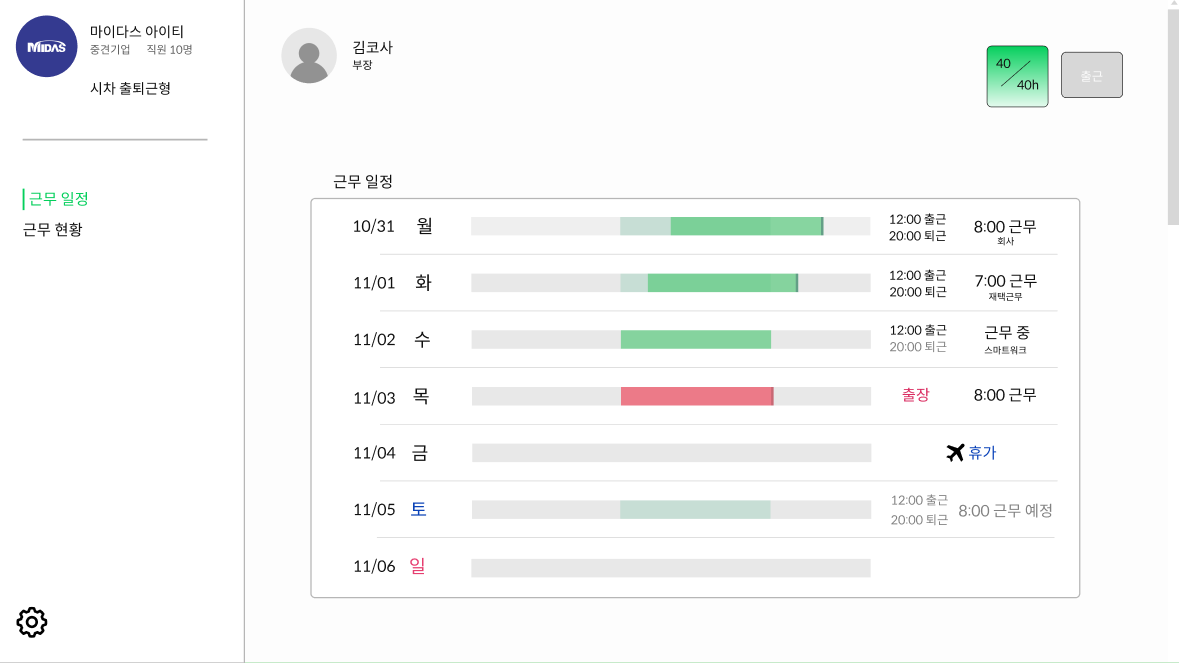 MIDAS
마이다스 아이티
중견기업 직원 10명
시차 출퇴근형
근무 일정
근무 현황
김코사
부장
40
40h
출근
근무 일정
10/31 월 12:00 출근 8:00 근무
20:00 퇴근 회사
11/01 화 12:00 출근 7:00 근무
20:00 퇴근 재택근무
11/02 수 12:00 출근 근무 중
20:00 퇴근 스마트워크
11/03 목 출장 8:00 근무
11/04 금 휴가
11/05 토 12:00 출근 8:00 근무 예정
20:00 퇴근
11/06 일